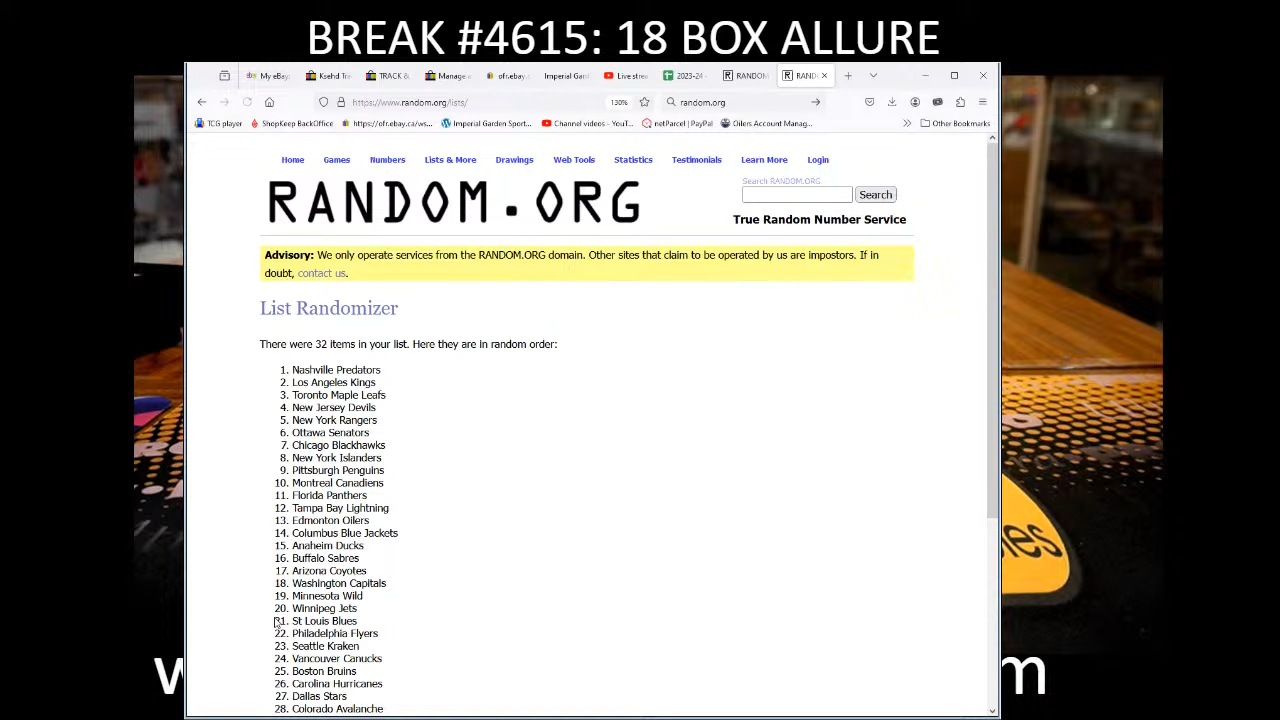 BREAK #4615: 18 BOX ALLURE
My eBay
Ksehd Tra
TRACK &
Manage a
ofr.ebay.c
Imperial Gard
Live strea
2023-24 -
RANDOM
RAND
https://www.random.org/lists/
130%
random.org
TCG player
ShopKeep BackOffice
https://ofr.ebay.ca/ws...
Imperial Garden Sport...
Channel videos - YouT...
netParcel | PayPal
Oilers Account Manag...
Other Bookmarks
Home Games Numbers Lists & More Drawings Web Tools Statistics Testimonials Learn More Login
RANDOM.ORG
Search RANDOM.ORG
Search
True Random Number Service
Advisory: We only operate services from the RANDOM.ORG domain. Other sites that claim to be operated by us are impostors. If in
doubt, contact us.
List Randomizer
There were 32 items in your list. Here they are in random order:
1. Nashville Predators
2. Los Angeles Kings
3. Toronto Maple Leafs
4. New Jersey Devils
5. New York Rangers
6. Ottawa Senators
7. Chicago Blackhawks
8. New York Islanders
9. Pittsburgh Penguins
10. Montreal Canadiens
11. Florida Panthers
12. Tampa Bay Lightning
13. Edmonton Oilers
14. Columbus Blue Jackets
15. Anaheim Ducks
16. Buffalo Sabres
17. Arizona Coyotes
18. Washington Capitals
19. Minnesota Wild
20. Winnipeg Jets
21. St Louis Blues
22. Philadelphia Flyers
23. Seattle Kraken
24. Vancouver Canucks
25. Boston Bruins
26. Carolina Hurricanes
27. Dallas Stars
28. Colorado Avalanche